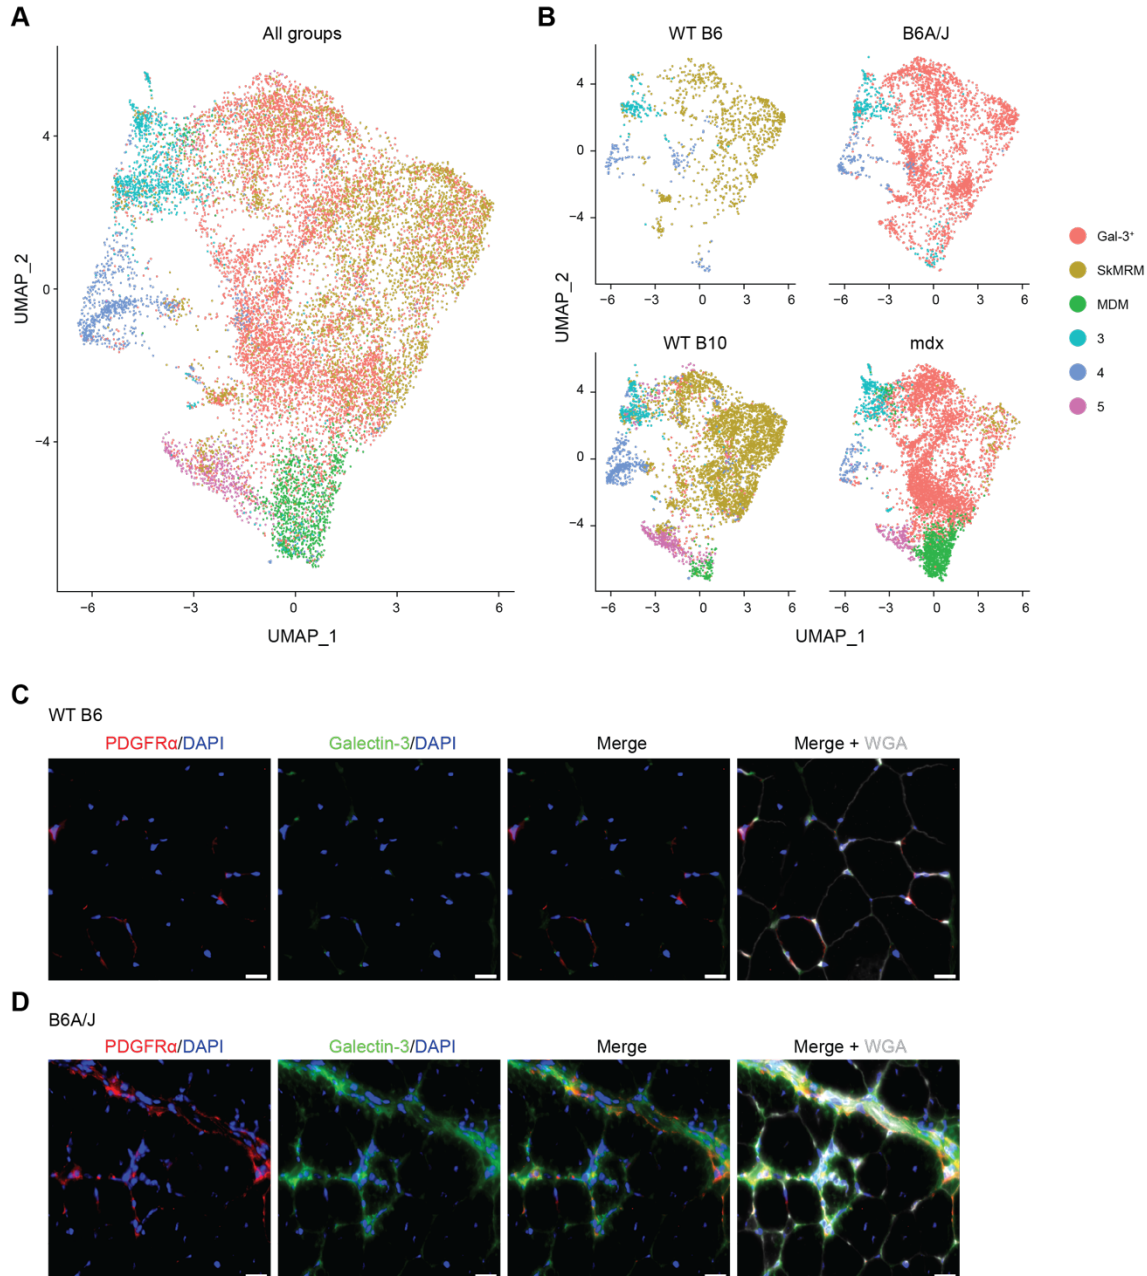 A
All groups
4
0
−4
UMAP_2
−6
−3
0
3
6
UMAP_1
B
WT B6
B6A/J
4
0
−4
−6
−3
0
3
6
−6
−3
0
3
6
UMAP_2
WT B10
mdx
4
0
−4
−6
−3
0
3
6
−6
−3
0
3
6
UMAP_1
Gal-3⁺
SkMRM
MDM
3
4
5
C
WT B6
PDGFRα/DAPI
Galectin-3/DAPI
Merge
Merge + WGA
D
B6A/J
PDGFRα/DAPI
Galectin-3/DAPI
Merge
Merge + WGA